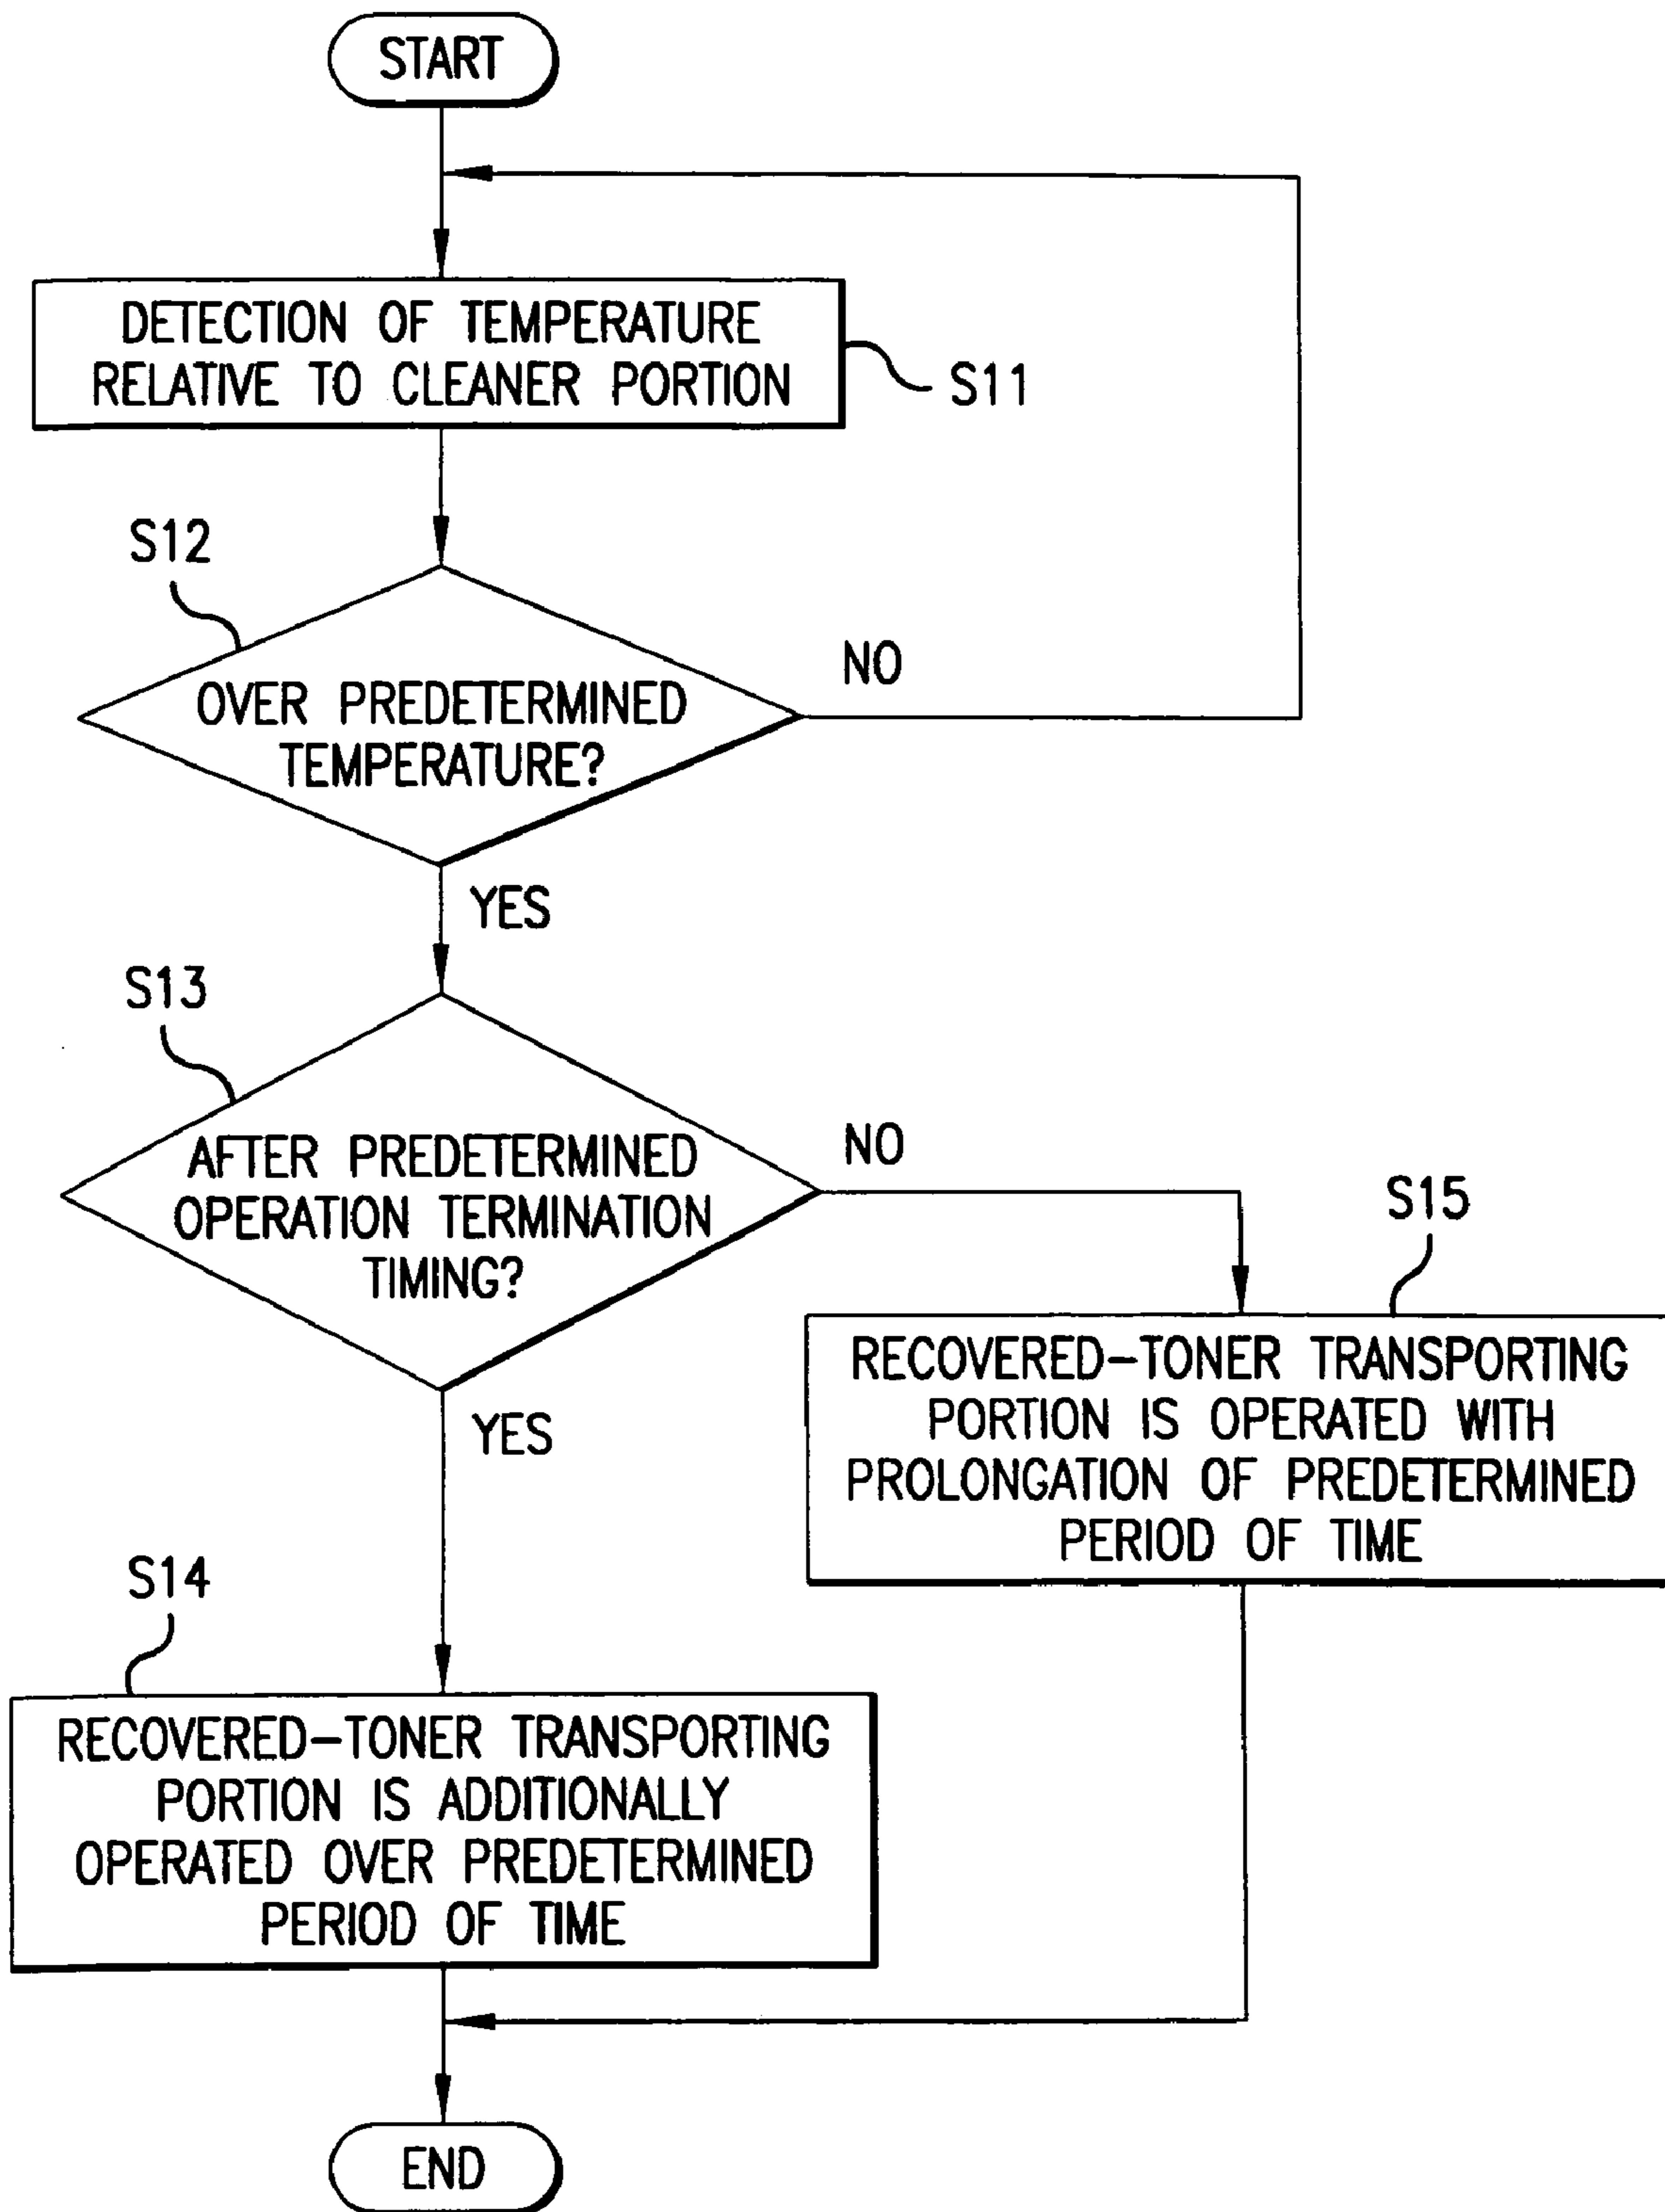 START
DETECTION OF TEMPERATURE
RELATIVE TO CLEANER PORTION
S11
S12
OVER PREDETERMINED
TEMPERATURE?
NO
YES
S13
AFTER PREDETERMINED
OPERATION TERMINATION
TIMING?
NO
YES
S15
RECOVERED-TONER TRANSPORTING
PORTION IS OPERATED WITH
PROLONGATION OF PREDETERMINED
PERIOD OF TIME
S14
RECOVERED-TONER TRANSPORTING
PORTION IS ADDITIONALLY
OPERATED OVER PREDETERMINED
PERIOD OF TIME
END